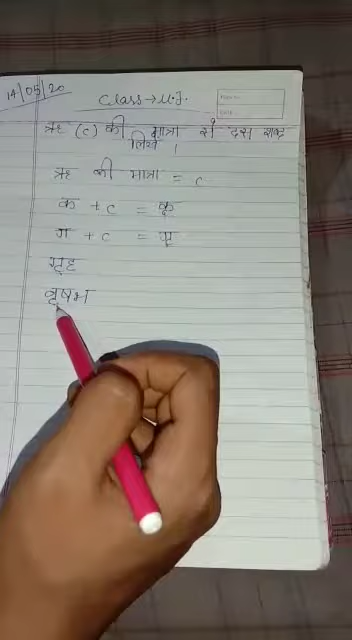 14/05/20
Class → U.J.
ऋ (c) की मात्रा से दस शब्द
लिखें ।
ऋ की मात्रा = c
क + c = कृ
ग + c = गृ
गृह
वृषभ